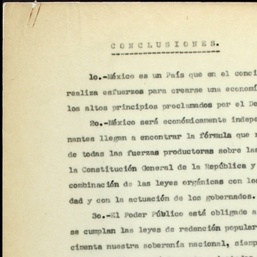 CONCLUSIONES.
1o.-México es un País que en el conci
realiza esfuerzos para crearse una economí
los altos principios proclamados por el De
2o.-México será económicamente indepe
nantes llegan a encontrar la fórmula que r
de todas las fuerzas productoras sobre las
la Constitución General de la República y
combinación de las leyes orgánicas con los
dad y con la actuación de los gobernados.
3o.-El Poder Público está obligado a
se cumplan las leyes de redención popular
cimenta nuestra soberanía nacional, siemp